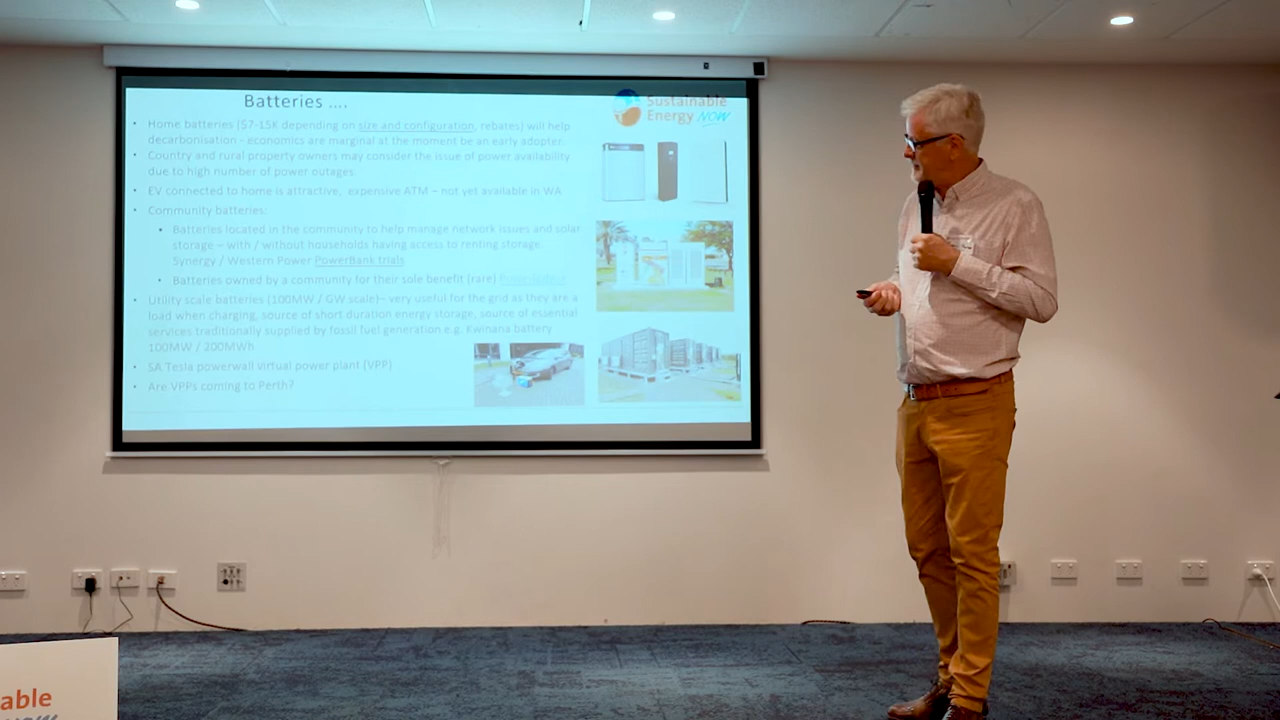 Batteries ....
Sustainable
Energy NOW
• Home batteries ($7-15K depending on size and configuration, rebates) will help
decarbonisation - economics are marginal at the moment be an early adopter.
• Country and rural property owners may consider the issue of power availability
due to high number of power outages.
• EV connected to home is attractive, expensive ATM – not yet available in WA
• Community batteries:
• Batteries located in the community to help manage network issues and solar
storage – with / without households having access to renting storage.
Synergy / Western Power PowerBank trials
• Batteries owned by a community for their sole benefit (rare)
• Utility scale batteries (100MW / GW scale)– very useful for the grid as they are a
load when charging, source of short duration energy storage, source of essential
services traditionally supplied by fossil fuel generation e.g. Kwinana battery
100MW / 200MWh
• SA Tesla powerwall virtual power plant (VPP)
• Are VPPs coming to Perth?
able
NOW